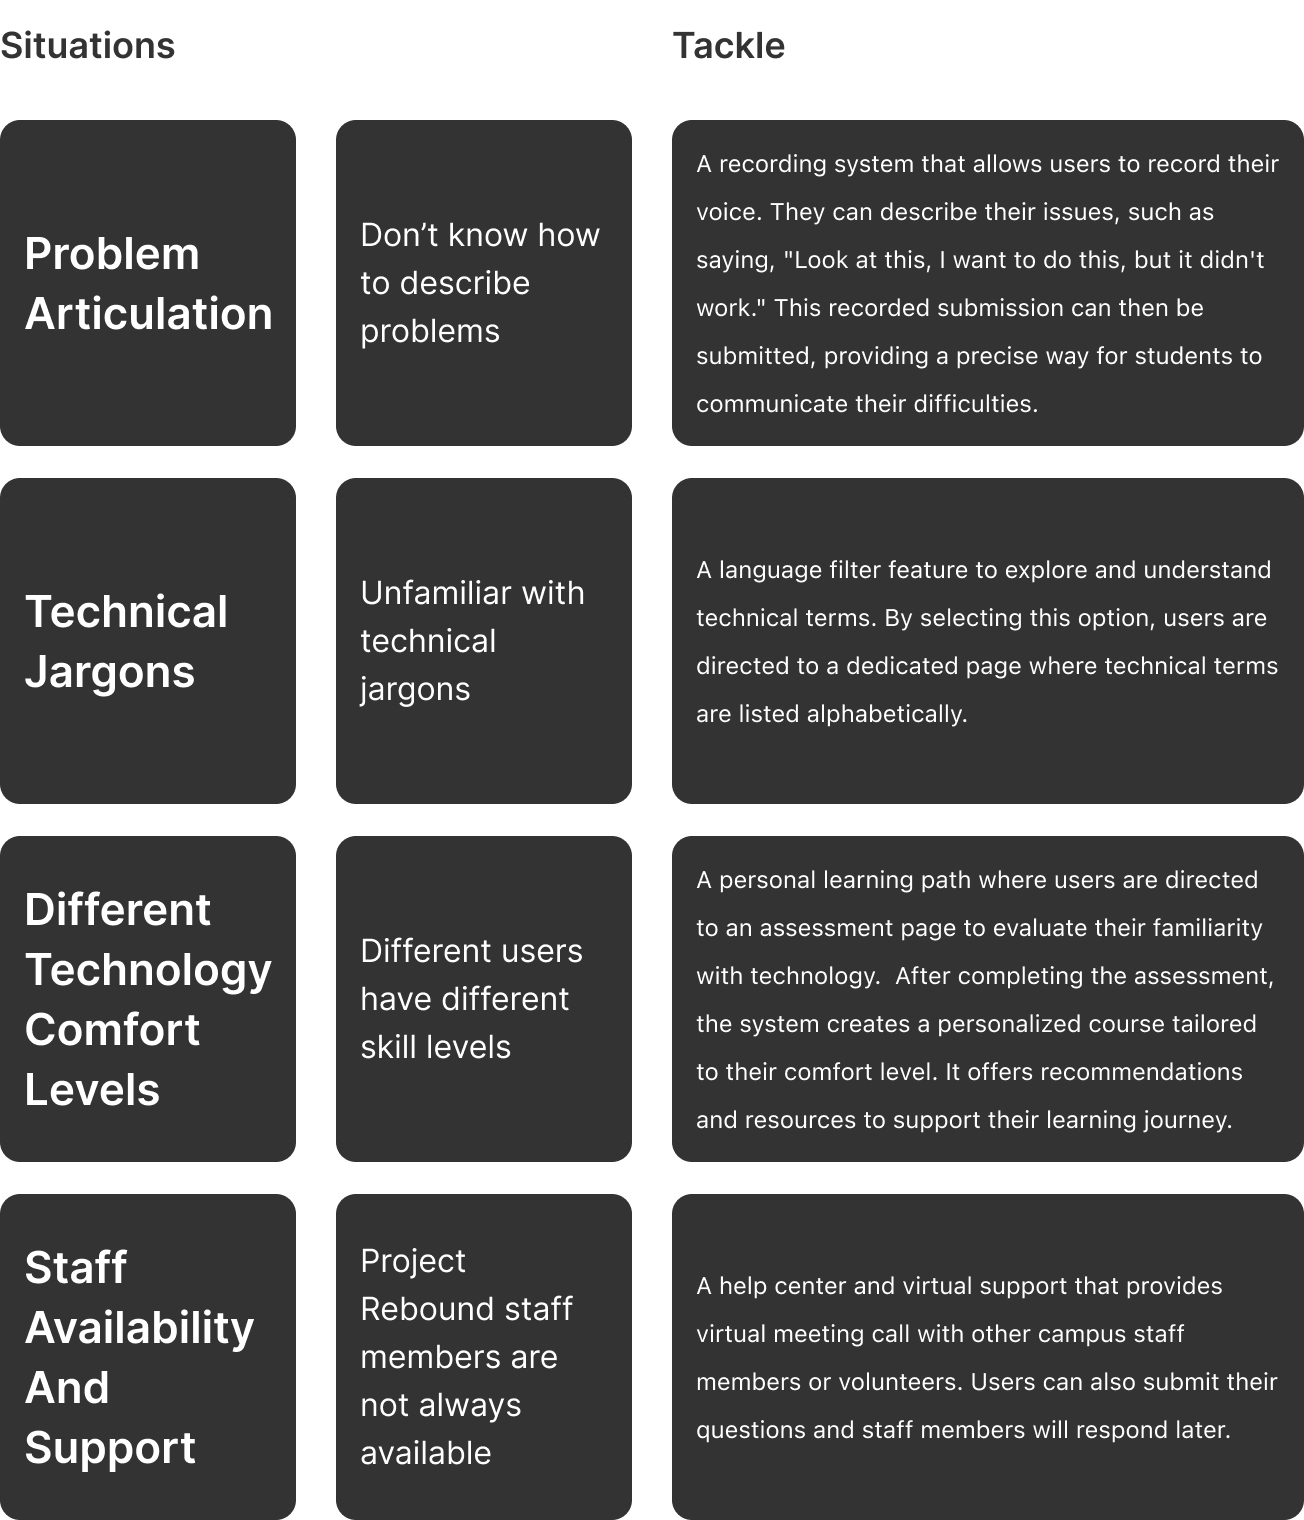 Situations
Tackle
Problem
Articulation
Don’t know how
to describe
problems
A recording system that allows users to record their
voice. They can describe their issues, such as
saying, "Look at this, I want to do this, but it didn't
work." This recorded submission can then be
submitted, providing a precise way for students to
communicate their difficulties.
Technical
Jargons
Unfamiliar with
technical
jargons
A language filter feature to explore and understand
technical terms. By selecting this option, users are
directed to a dedicated page where technical terms
are listed alphabetically.
Different
Technology
Comfort
Levels
Different users
have different
skill levels
A personal learning path where users are directed
to an assessment page to evaluate their familiarity
with technology.  After completing the assessment,
the system creates a personalized course tailored
to their comfort level. It offers recommendations
and resources to support their learning journey.
Staff
Availability
And
Support
Project
Rebound staff
members are
not always
available
A help center and virtual support that provides
virtual meeting call with other campus staff
members or volunteers. Users can also submit their
questions and staff members will respond later.